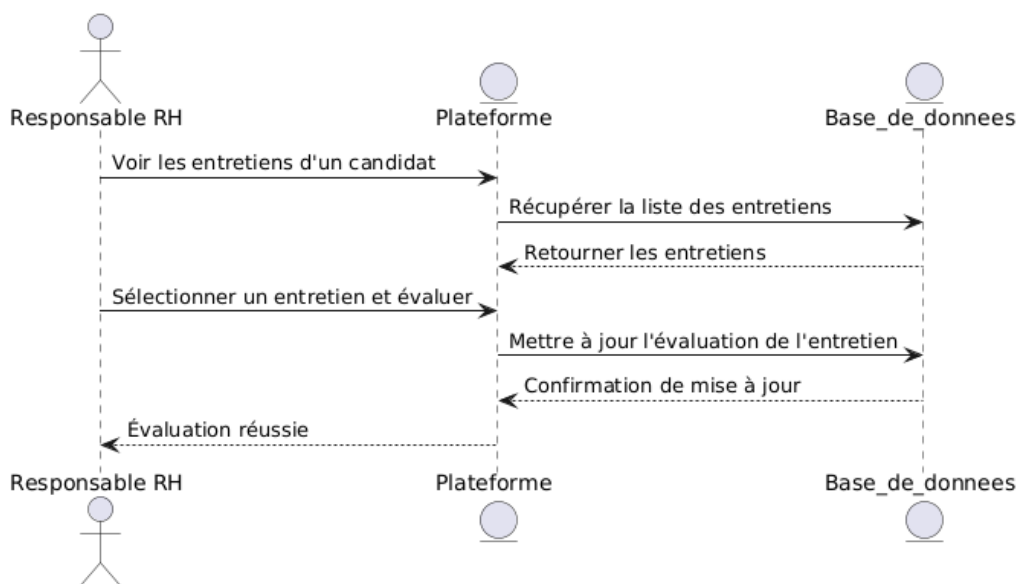 Responsable RH
Plateforme
Base_de_donnees
Voir les entretiens d'un candidat
Récupérer la liste des entretiens
Retourner les entretiens
Sélectionner un entretien et évaluer
Mettre à jour l'évaluation de l'entretien
Confirmation de mise à jour
Évaluation réussie
Responsable RH
Plateforme
Base_de_donnees